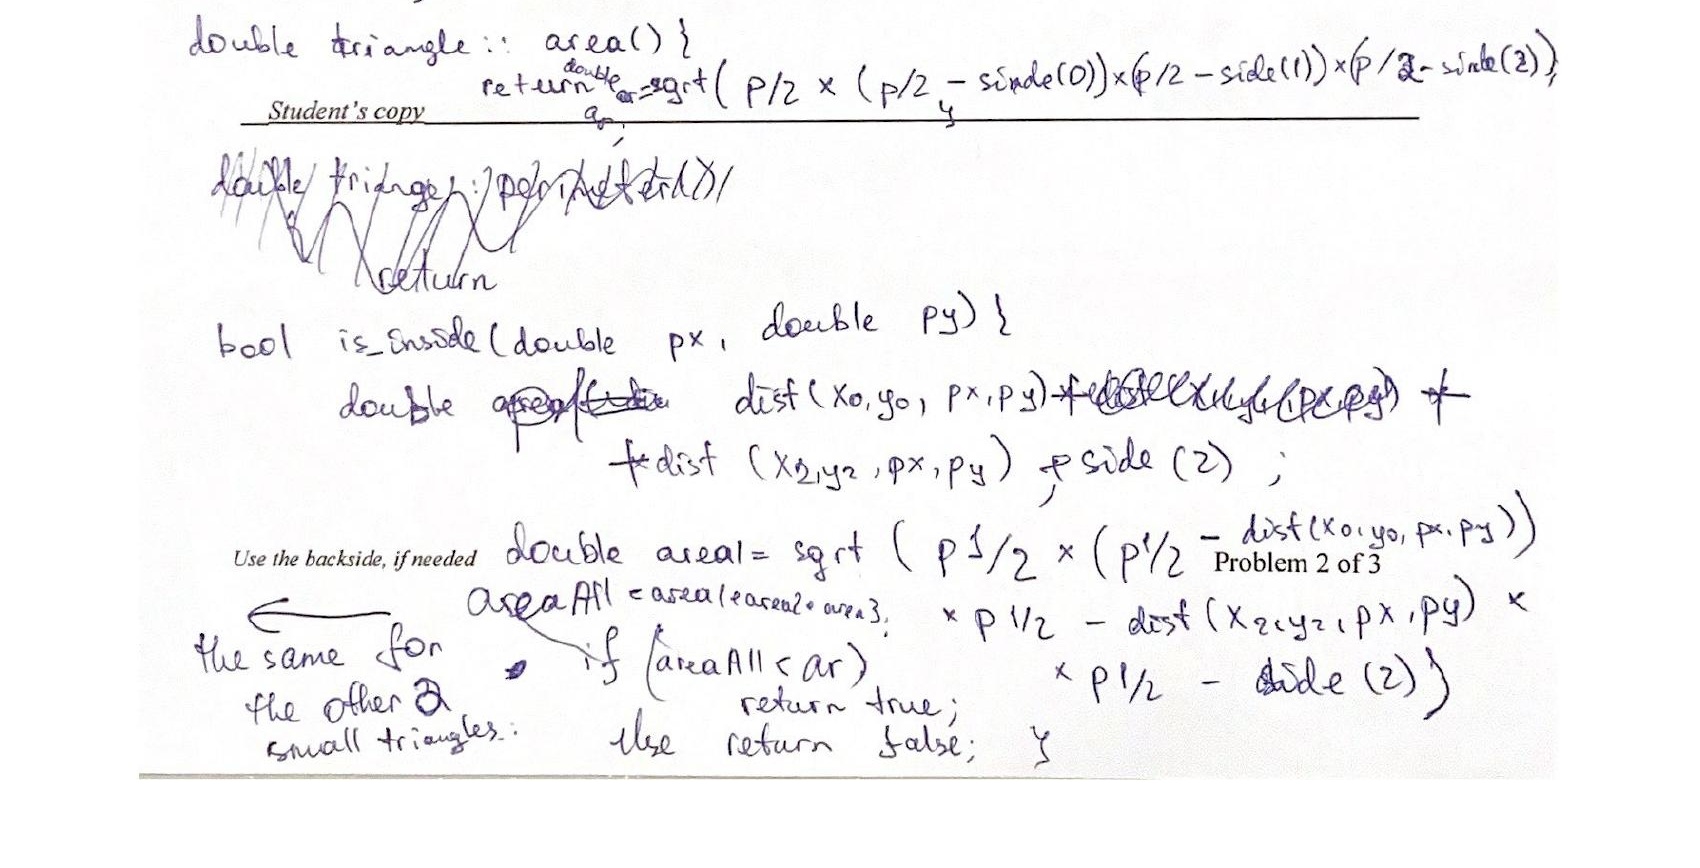 double triangle:: area() {
double
return ar=sqrt( p/2 × (p/2 - sinde(0))×(p/2 - side(1))×(p/2 - sinde(2));
ar; }
Student's copy
double triange::perimeter()
return
bool is_inside(double px, double py) {
double dist(x0,y0, px,py)+
+dist (x2,y2,px,py) + side (2) ;
Use the backside, if needed double area1= sqrt ( p1/2 × (p1/2 - dist(x0,y0,px,py))
Problem 2 of 3
areaAll = area1+area2+area3; × p1/2 - dist (x2,y2,px,py) ×
the same for if (areaAll < ar) × p1/2 - side (2))
the other 2 return true;
small triangles: else return false; }